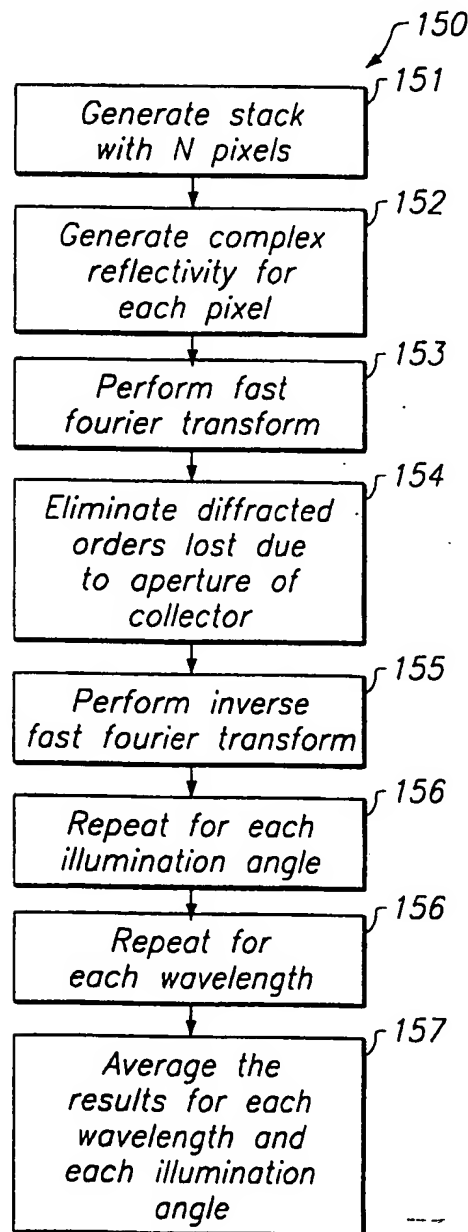 150
151
Generate stack
with N pixels
152
Generate complex
reflectivity for
each pixel
153
Perform fast
fourier transform
154
Eliminate diffracted
orders lost due
to aperture of
collector
155
Perform inverse
fast fourier transform
156
Repeat for each
illumination angle
156
Repeat for
each wavelength
157
Average the
results for each
wavelength and
each illumination
angle